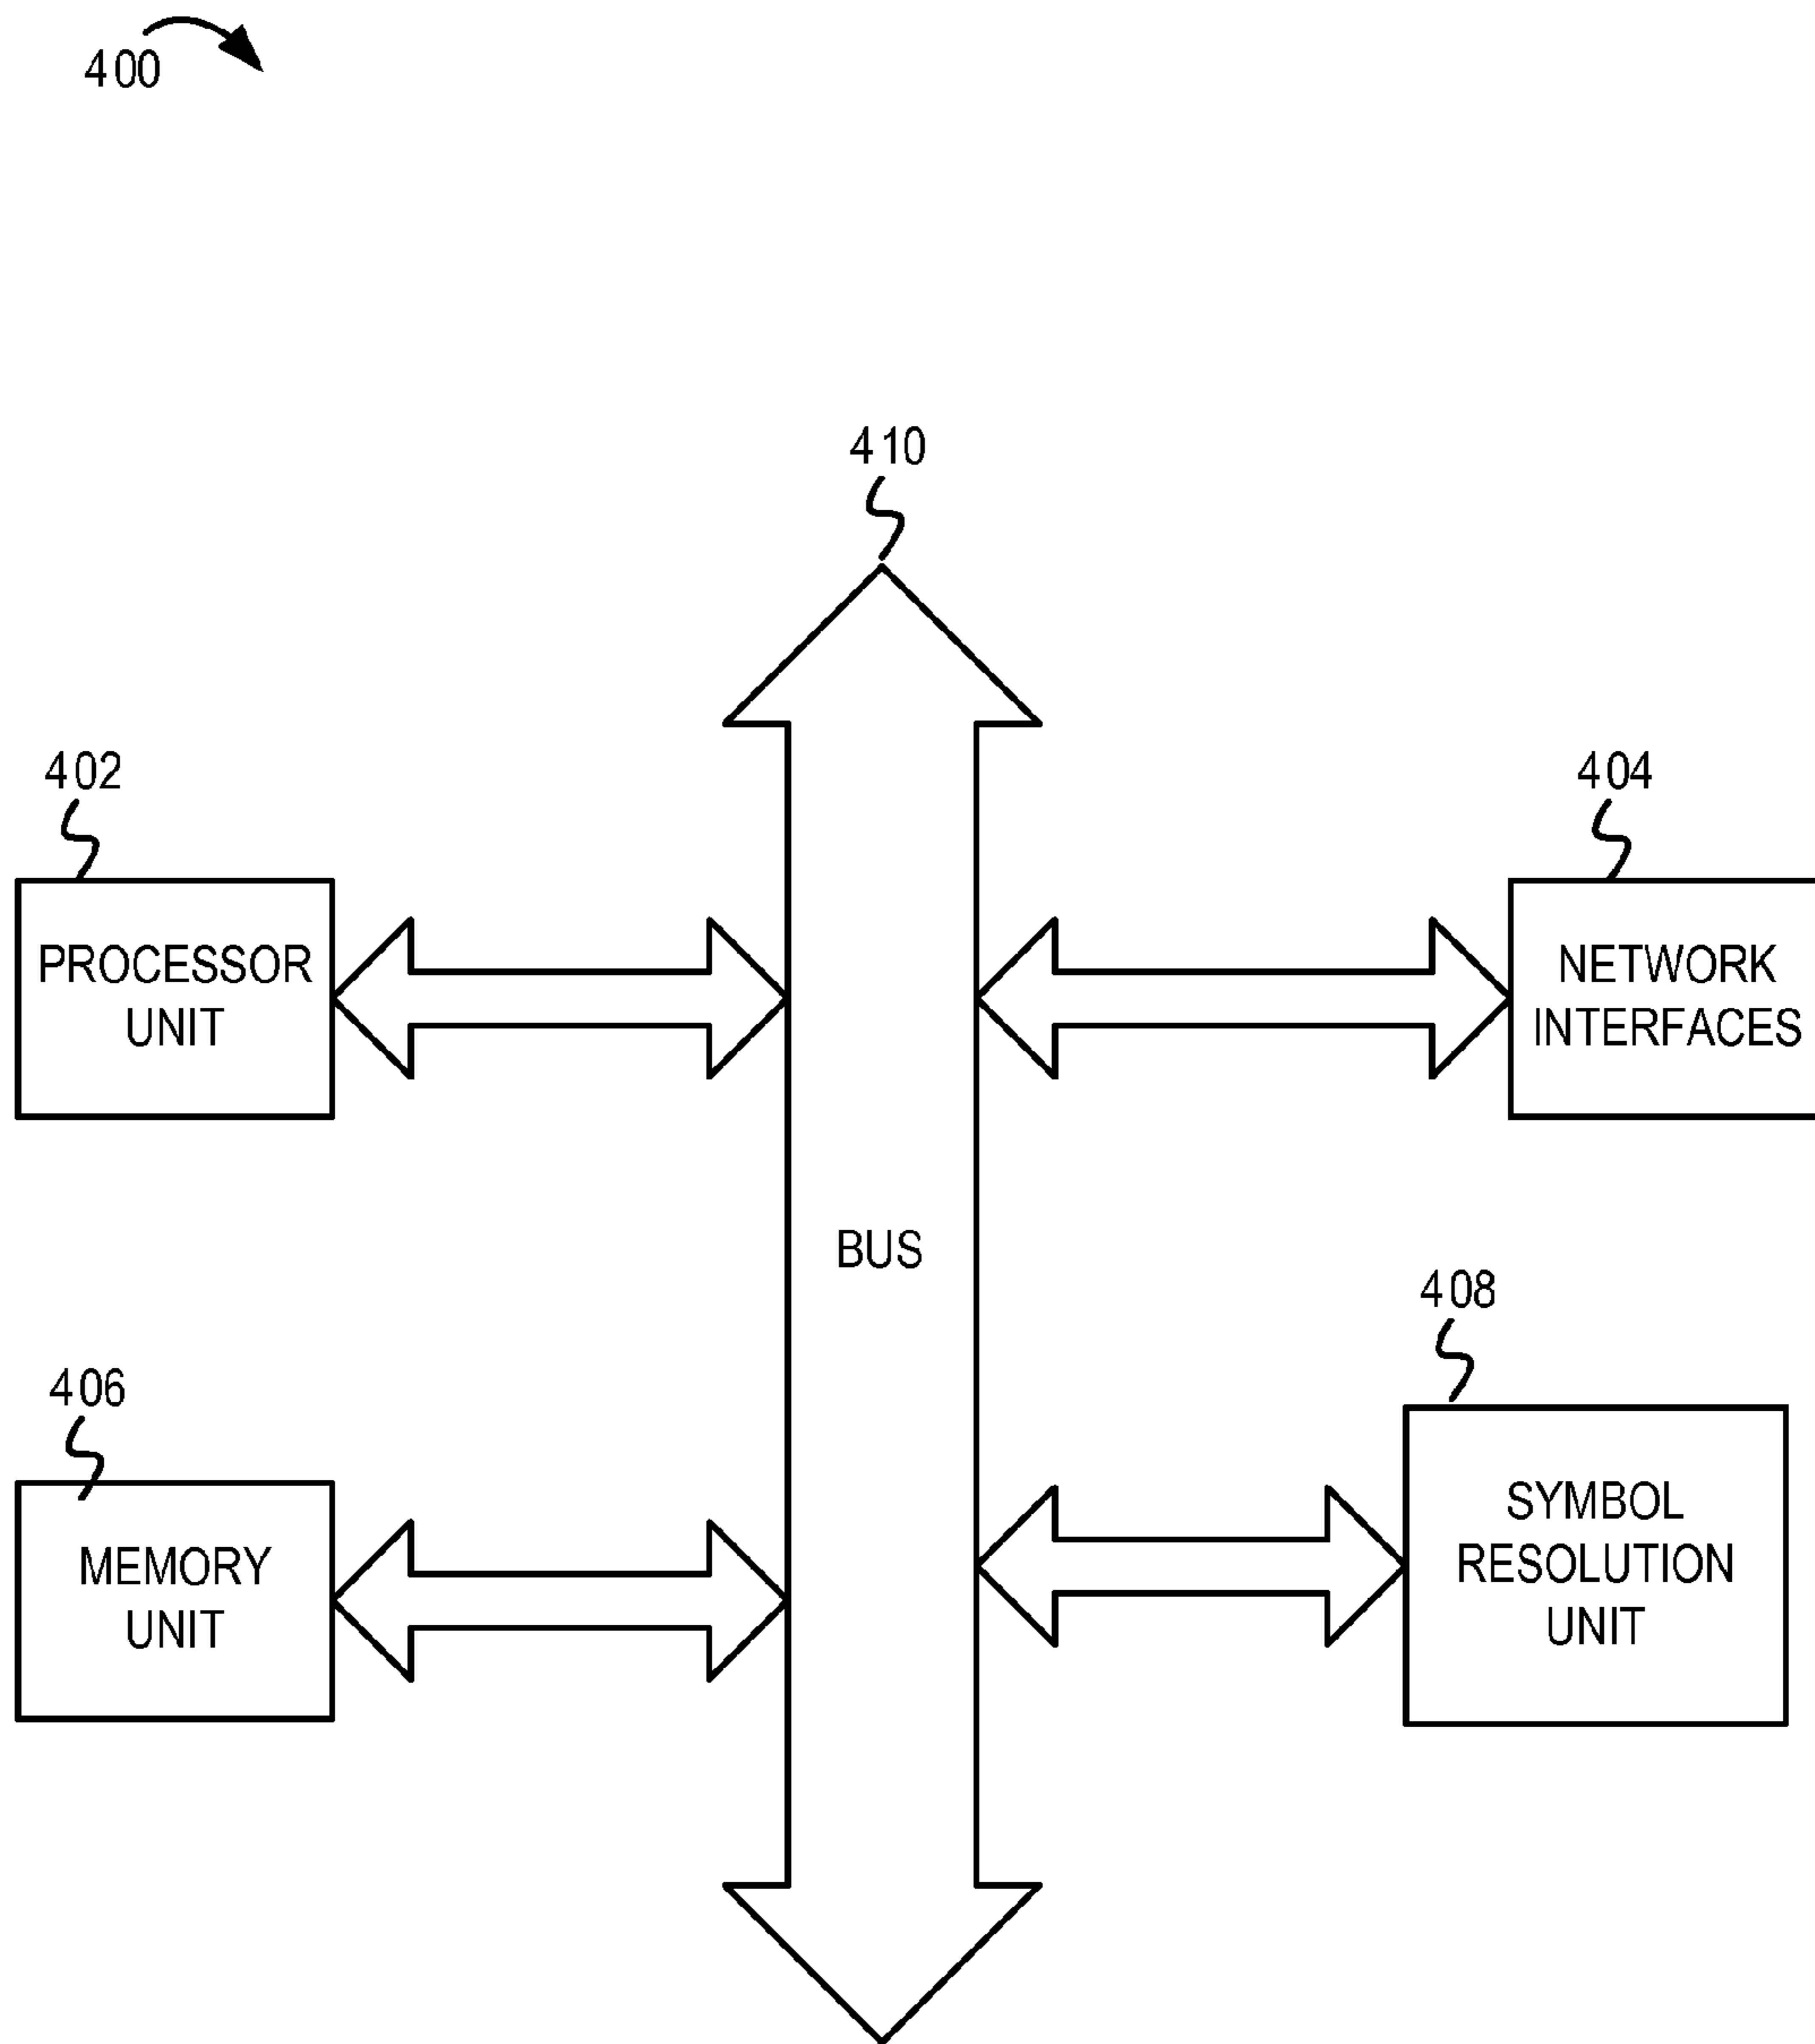 400
410
402
404
PROCESSOR
UNIT
NETWORK
INTERFACES
BUS
408
406
SYMBOL
RESOLUTION
UNIT
MEMORY
UNIT